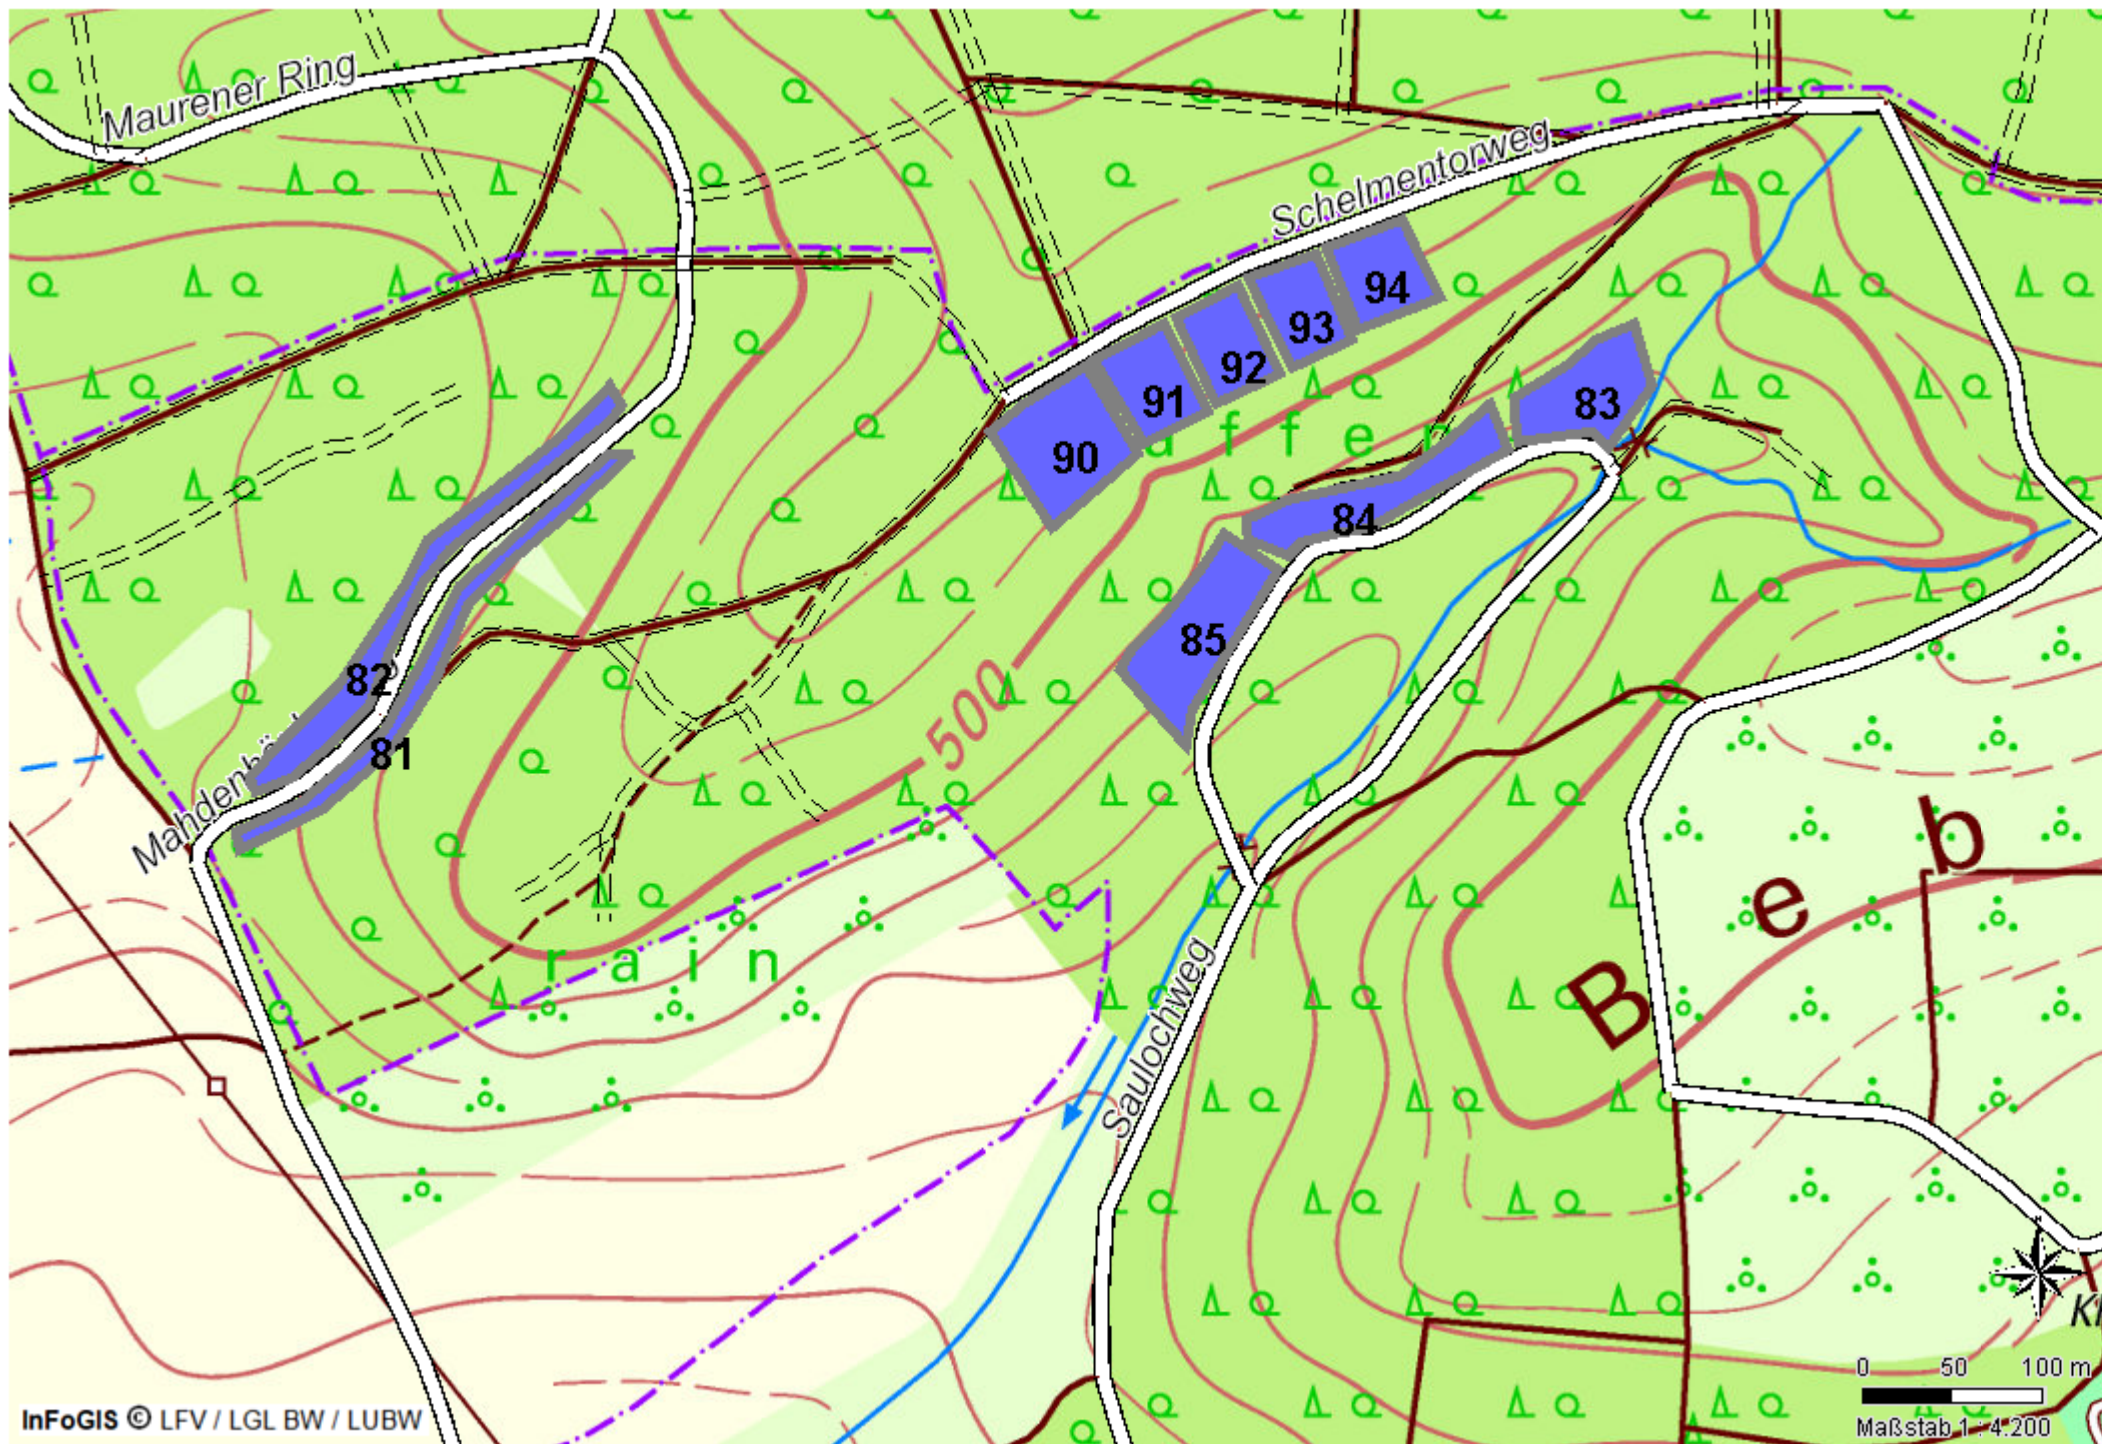 Maurener Ring
Schelmentorweg
94
93
92
91
90
83
84
85
82
81
500
rain
b
e
B
Saulochweg
0 50 100 m
Maßstab 1 : 4.200
InFoGIS © LFV / LGL BW / LUBW